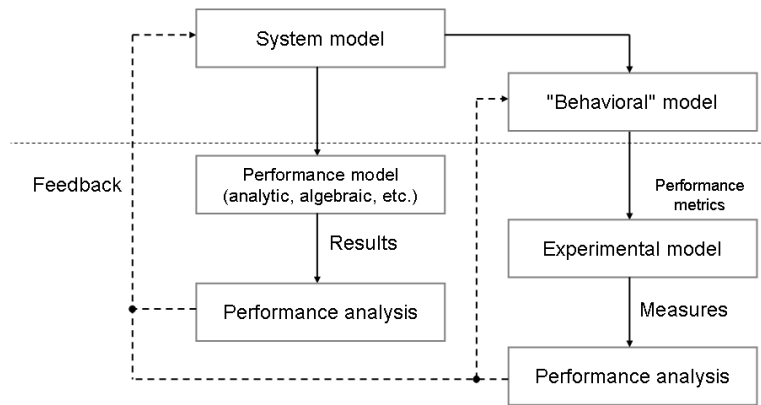 System model
"Behavioral" model
Feedback
Performance model
(analytic, algebraic, etc.)
Performance
metrics
Results
Experimental model
Performance analysis
Measures
Performance analysis